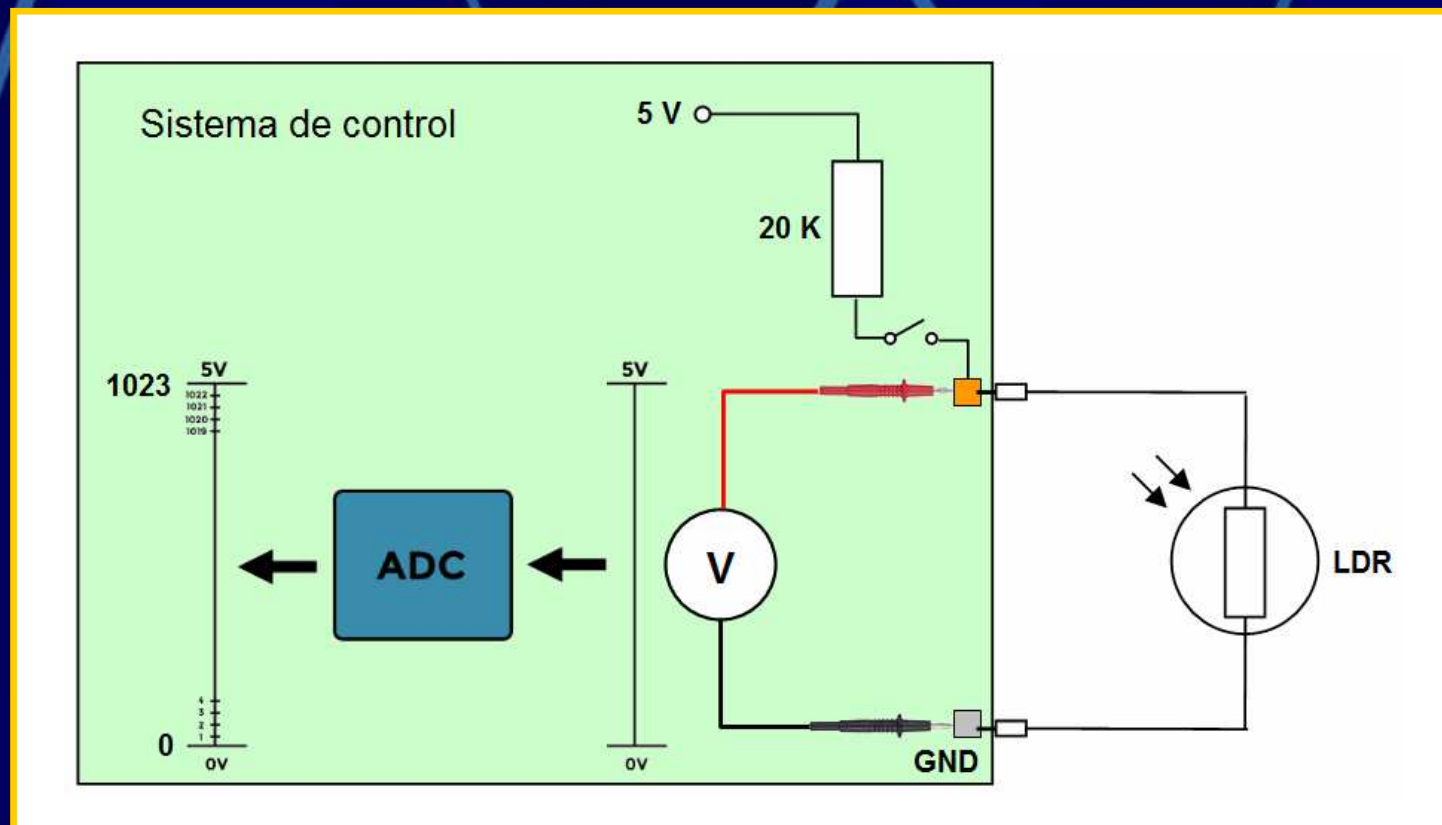 Sistema de control
5 V
20 K
1023
5V
1022
1021
1020
1019
5V
ADC
V
LDR
4
3
2
1
0
0V
0V
GND